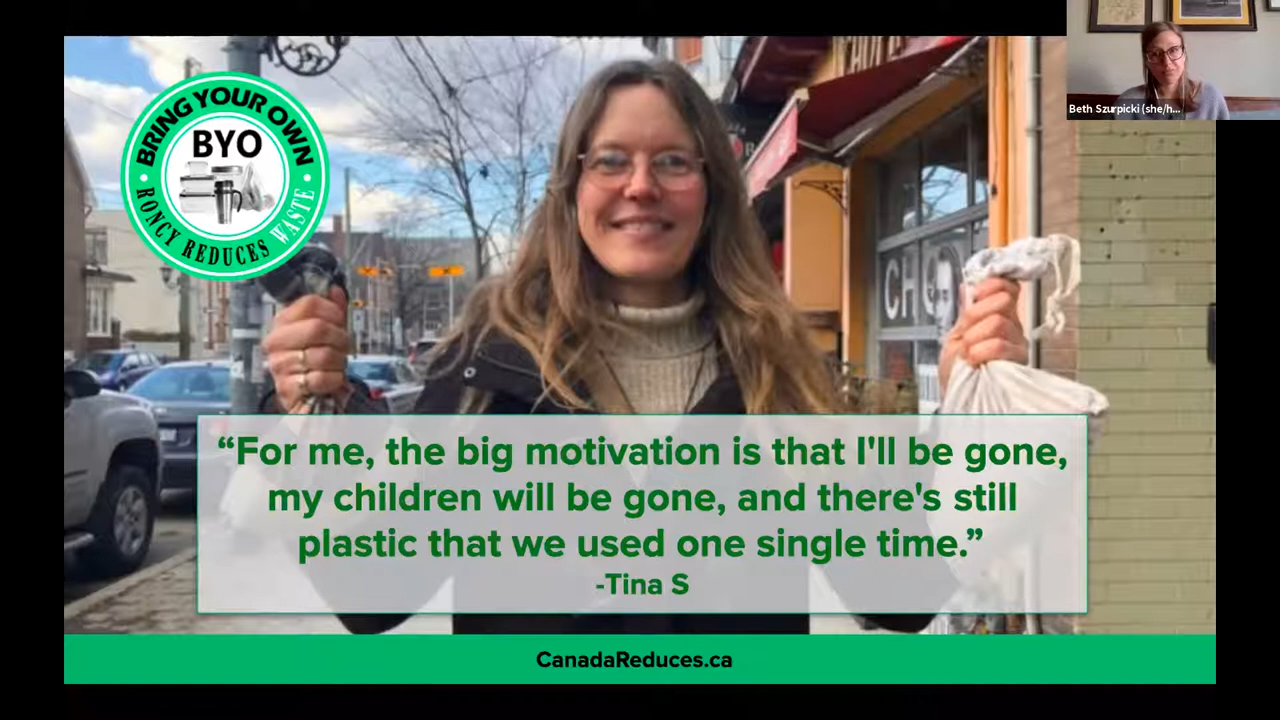 BRING YOUR OWN
BYO
RONCY REDUCES WASTE
Beth Szurpicki (she/h...
“For me, the big motivation is that I'll be gone,
my children will be gone, and there's still
plastic that we used one single time.”
-Tina S
CanadaReduces.ca